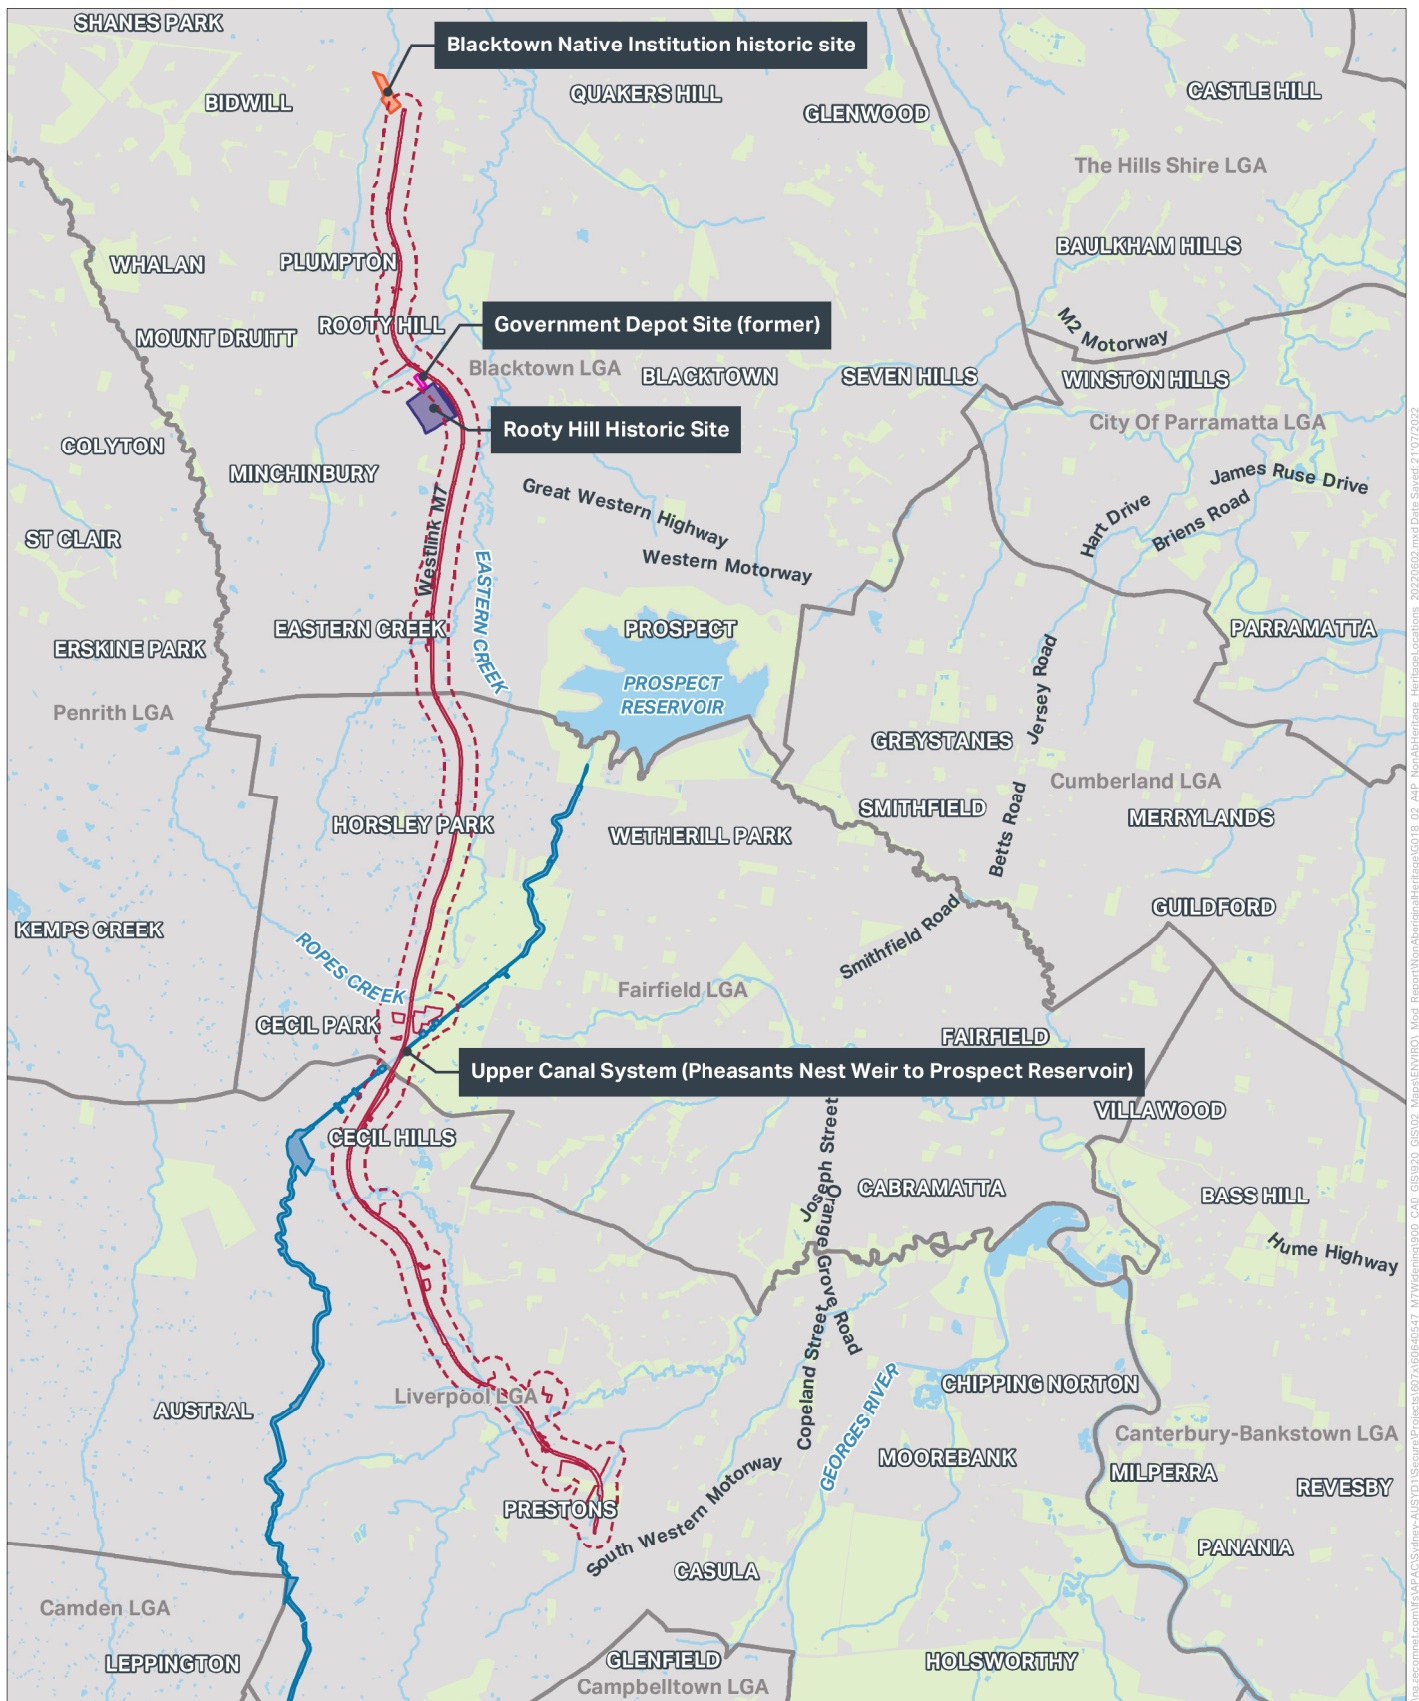 SHANES PARK
Blacktown Native Institution historic site
BIDWILL
QUAKERS HILL
GLENWOOD
CASTLE HILL
The Hills Shire LGA
BAULKHAM HILLS
WHALAN
PLUMPTON
ROOTY HILL
Government Depot Site (former)
MOUNT DRUITT
M2 Motorway
Blacktown LGA
BLACKTOWN
SEVEN HILLS
WINSTON HILLS
City Of Parramatta LGA
Rooty Hill Historic Site
COLYTON
MINCHINBURY
Westlink M7
Great Western Highway
James Ruse Drive
Hart Drive
Briens Road
ST CLAIR
Western Motorway
EASTERN CREEK
EASTERN CREEK
ERSKINE PARK
PROSPECT
PARRAMATTA
PROSPECT
RESERVOIR
Penrith LGA
Jersey Road
GREYSTANES
Cumberland LGA
SMITHFIELD
MERRYLANDS
HORSLEY PARK
WETHERILL PARK
Betts Road
GUILDFORD
KEMPS CREEK
Smithfield Road
ROPES CREEK
Fairfield LGA
CECIL PARK
FAIRFIELD
Upper Canal System (Pheasants Nest Weir to Prospect Reservoir)
VILLAWOOD
CECIL HILLS
Joseph Street
CABRAMATTA
BASS HILL
Orange Grove Road
Hume Highway
Copeland Street
Liverpool LGA
CHIPPING NORTON
AUSTRAL
GEORGES RIVER
Canterbury-Bankstown LGA
MOOREBANK
MILPERRA
REVESBY
PRESTONS
South Western Motorway
PANANIA
CASULA
Camden LGA
LEPPINGTON
GLENFIELD
HOLSWORTHY
Campbelltown LGA